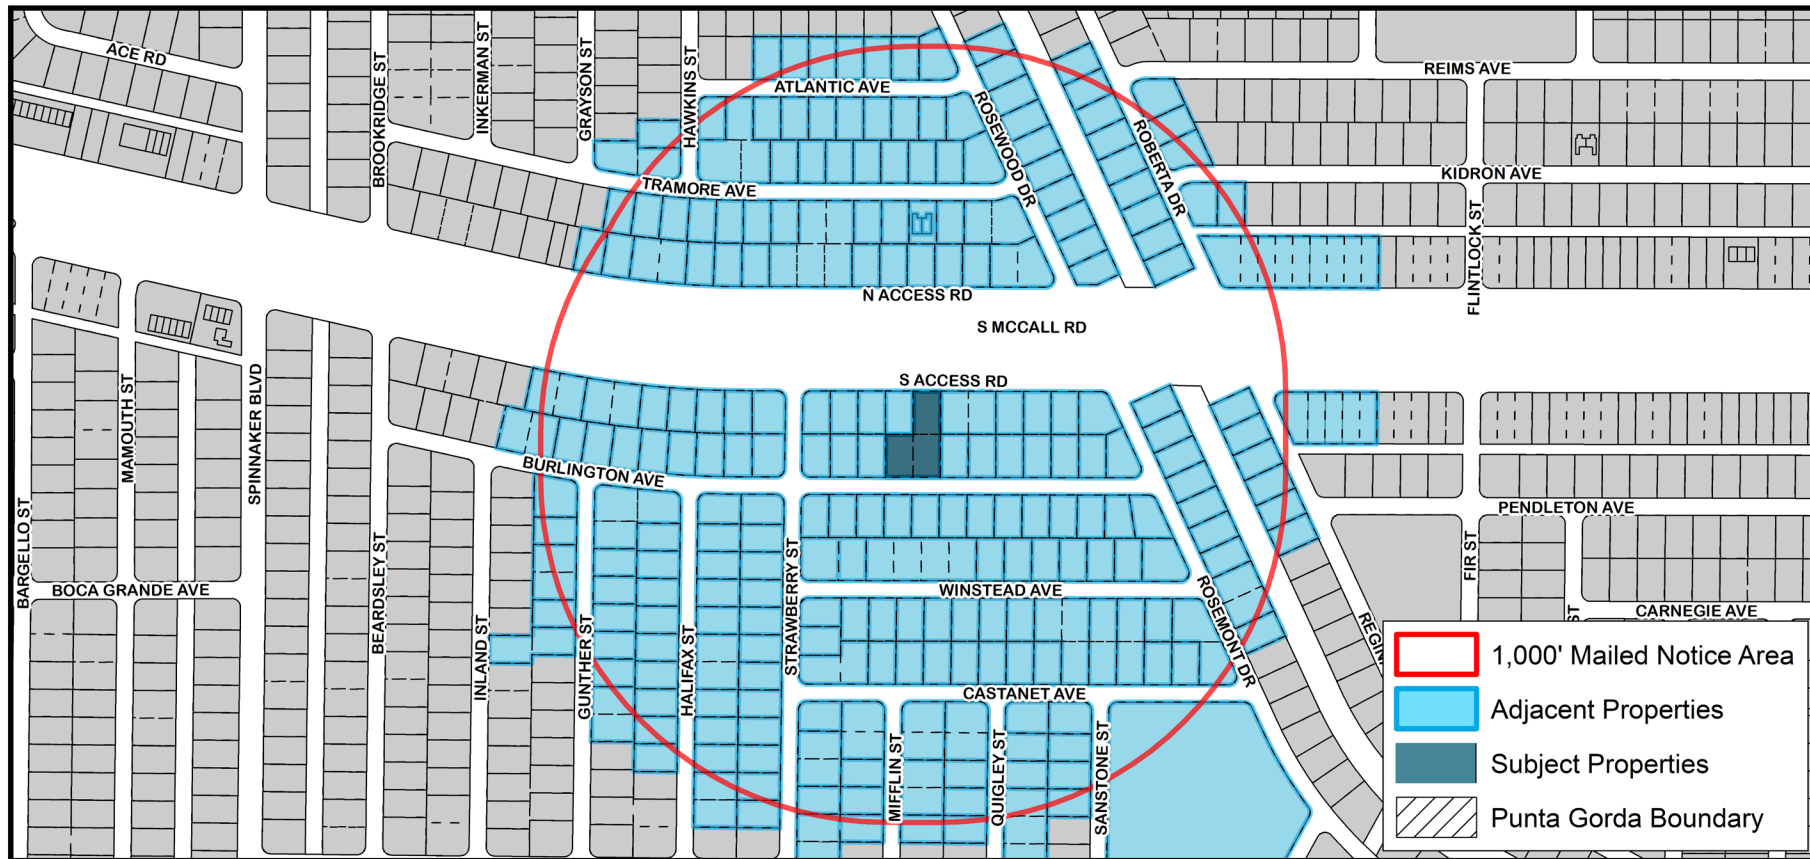 ACE RD
BROOKRIDGE ST
INKERMAN ST
GRAYSON ST
HAWKINS ST
ATLANTIC AVE
ROSEWOOD DR
ROBERTA DR
REIMS AVE
KIDRON AVE
FLINTLOCK ST
TRAMORE AVE
N ACCESS RD
S MCCALL RD
S ACCESS RD
BARGELLO ST
MAMOUTH ST
SPINNAKER BLVD
BEARDSLEY ST
INLAND ST
BURLINGTON AVE
GUNTHER ST
HALIFAX ST
STRAWBERRY ST
BOCA GRANDE AVE
WINSTEAD AVE
ROSEMONT DR
CASTANET AVE
MIFFLIN ST
QUIGLEY ST
SANSTONE ST
PENDLETON AVE
FIRST ST
ST
CARNEGIE AVE
REGIN
1,000' Mailed Notice Area
Adjacent Properties
Subject Properties
Punta Gorda Boundary